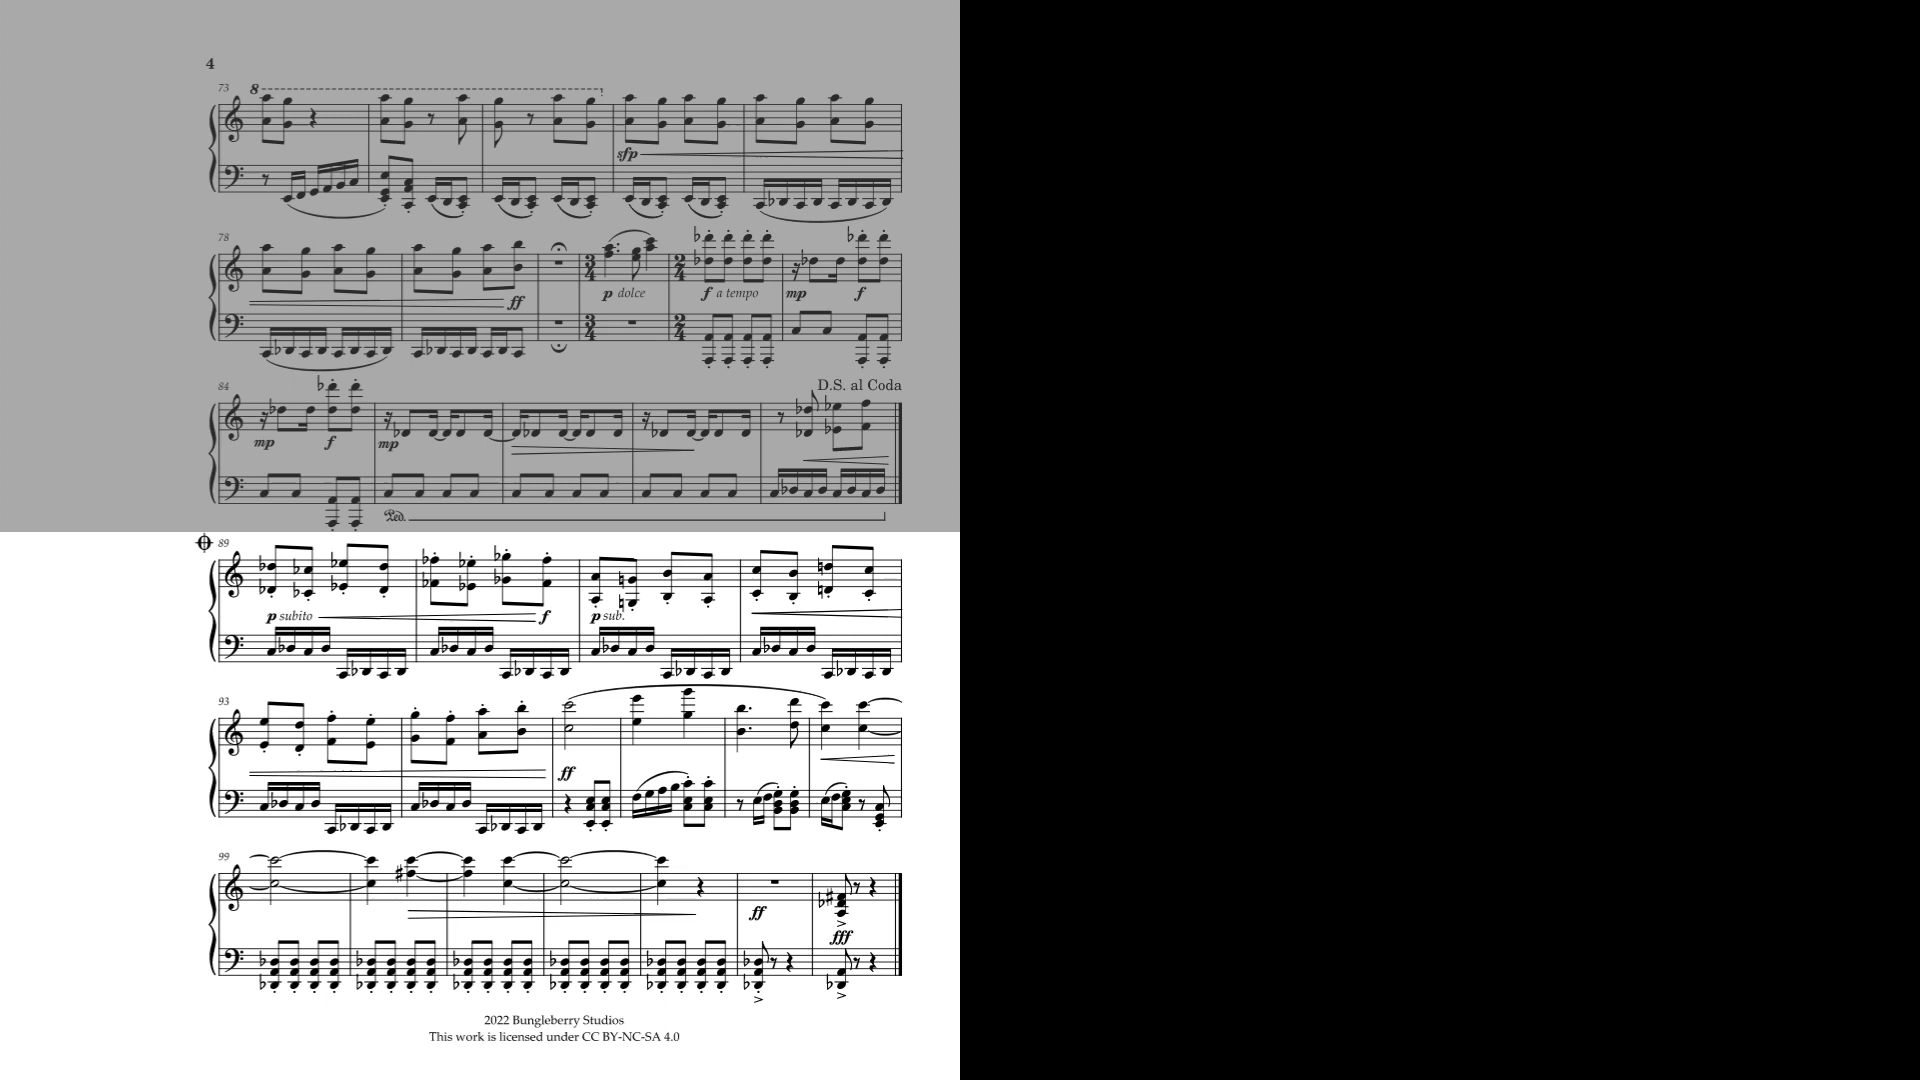 4
73
8
sfp
78
ff
p dolce
f a tempo
mp
f
84
D.S. al Coda
mp
f
mp
Ped.
89
p subito
f
p sub.
93
ff
99
ff
fff
2022 Bungleberry Studios
This work is licensed under CC BY-NC-SA 4.0